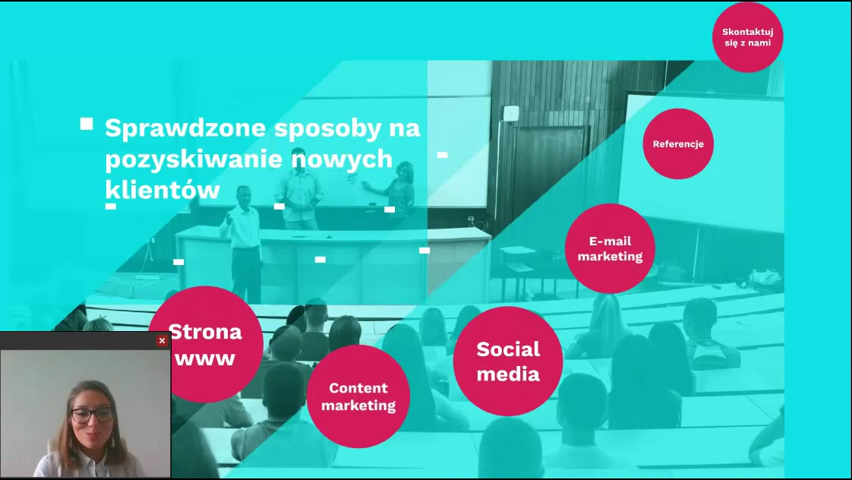 Skontaktuj
się z nami
Sprawdzone sposoby na
pozyskiwanie nowych
klientów
Referencje
E-mail
marketing
Strona
www
Social
media
Content
marketing